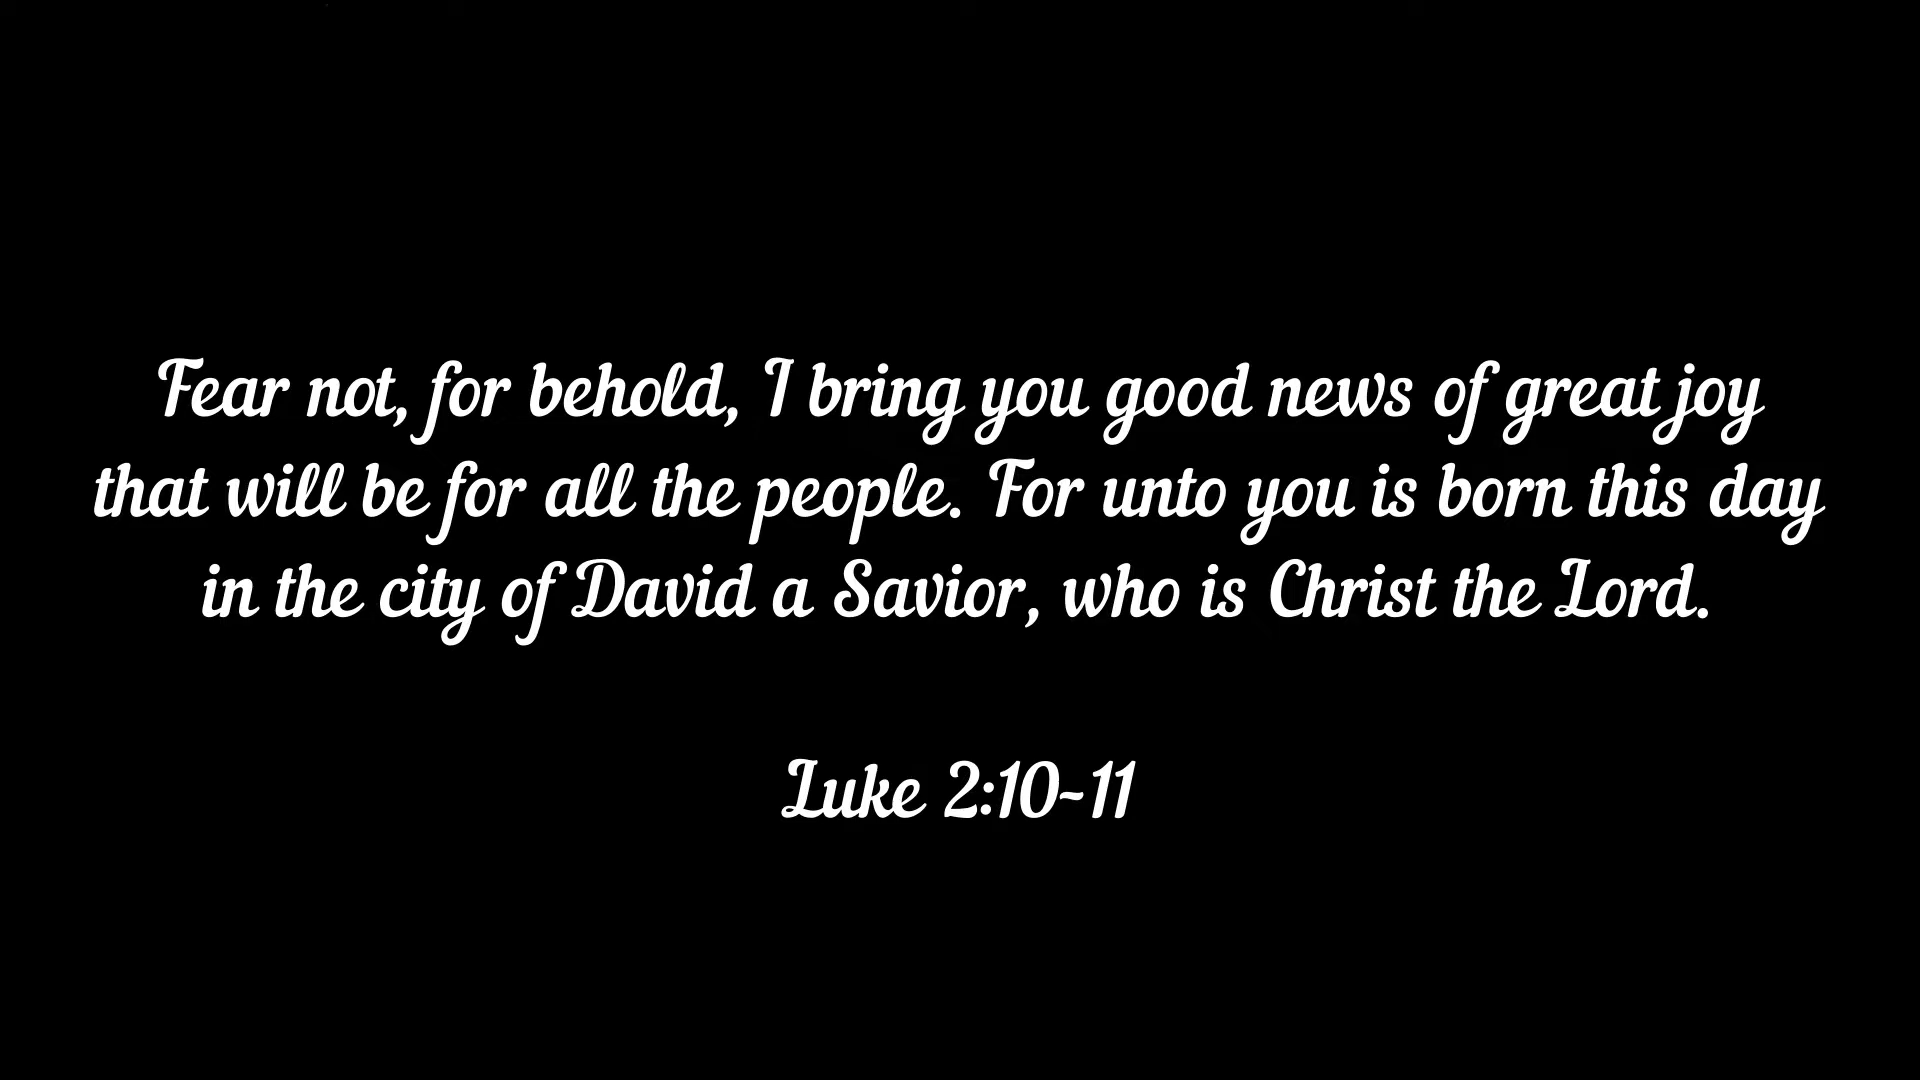 Fear not, for behold, I bring you good news of great joy
that will be for all the people. For unto you is born this day
in the city of David a Savior, who is Christ the Lord.
Luke 2:10-11